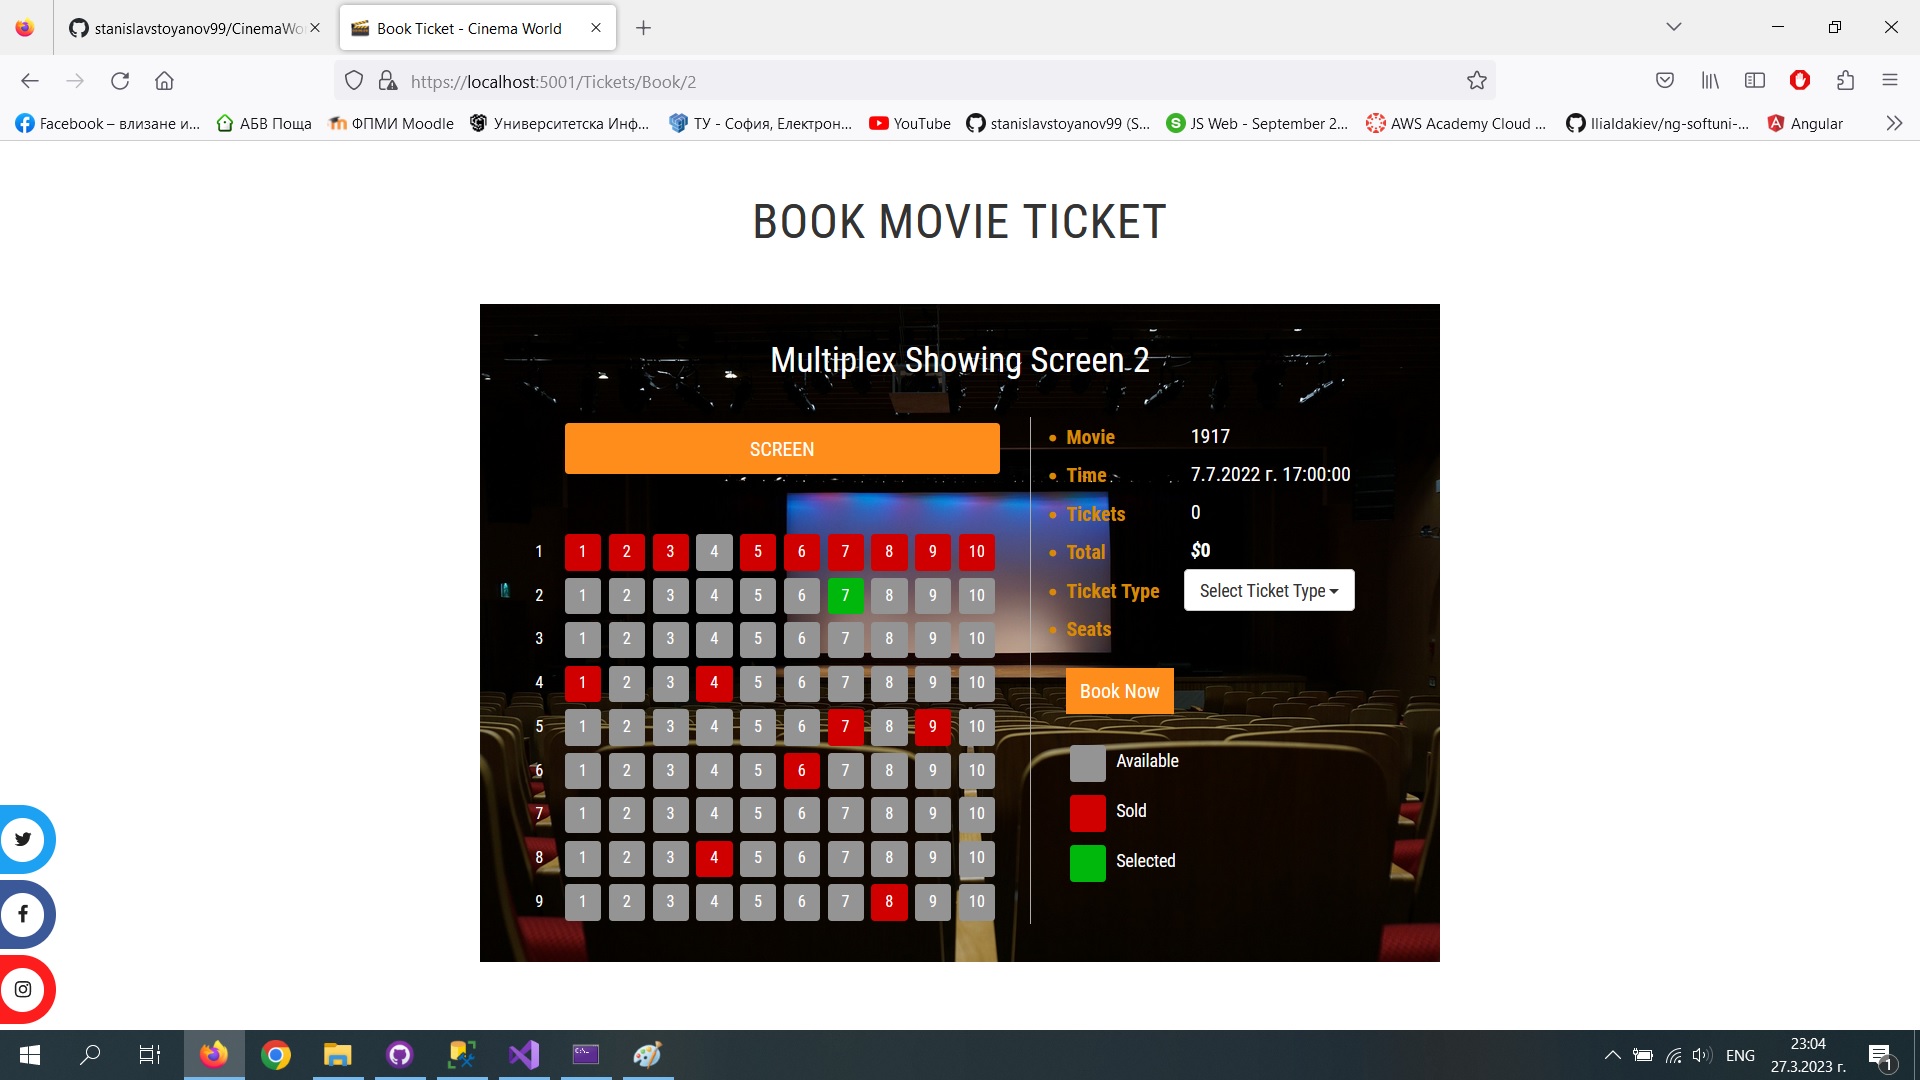 stanislavstoyanov99/CinemaWo
Book Ticket - Cinema World
https://localhost:5001/Tickets/Book/2
Facebook – влизане и...
АБВ Поща
ФПМИ Moodle
Университетска Инф...
ТУ - София, Електрон...
YouTube
stanislavstoyanov99 (S...
JS Web - September 2...
AWS Academy Cloud ...
IliaIdakiev/ng-softuni-...
Angular
BOOK MOVIE TICKET
Multiplex Showing Screen 2
SCREEN
1 1 2 3 4 5 6 7 8 9 10
2 1 2 3 4 5 6 7 8 9 10
3 1 2 3 4 5 6 7 8 9 10
4 1 2 3 4 5 6 7 8 9 10
5 1 2 3 4 5 6 7 8 9 10
6 1 2 3 4 5 6 7 8 9 10
7 1 2 3 4 5 6 7 8 9 10
8 1 2 3 4 5 6 7 8 9 10
9 1 2 3 4 5 6 7 8 9 10
Movie 1917
Time 7.7.2022 г. 17:00:00
Tickets 0
Total $0
Ticket Type Select Ticket Type
Seats
Book Now
Available
Sold
Selected
ENG
23:04
27.3.2023 г.
1